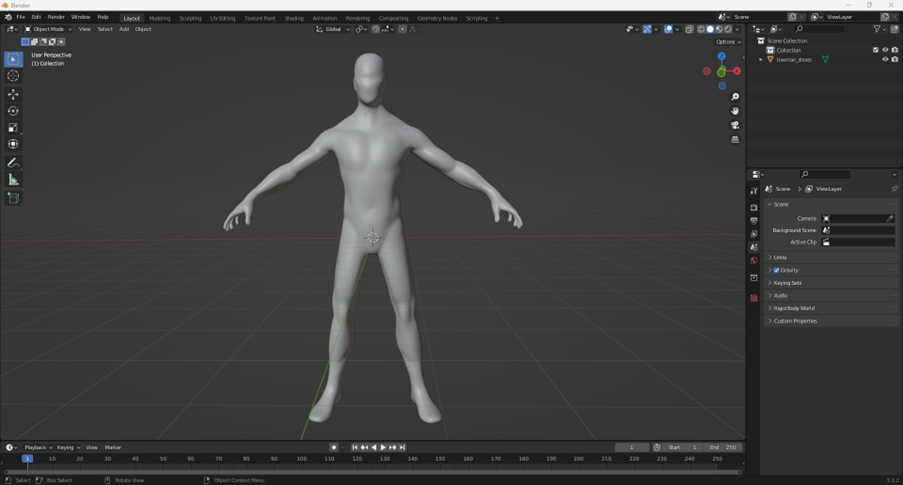 Blender
File Edit Render Window Help Layout Modeling Sculpting UV Editing Texture Paint Shading Animation Rendering Compositing Geometry Nodes Scripting + Scene ViewLayer
Object Mode View Select Add Object Global
Options
User Perspective
(1) Collection
Z
X
Scene Collection
Collection
Scene > ViewLayer
Scene
Camera
Background Scene
Active Clip
Units
Gravity
Keying Sets
Audio
Rigid Body World
Custom Properties
Playback Keying View Marker 1 Start 1 End 250
1 10 20 30 40 50 60 70 80 90 100 110 120 130 140 150 160 170 180 190 200 210 220 230 240 250
Select Box Select Rotate View Object Context Menu 3.1.2